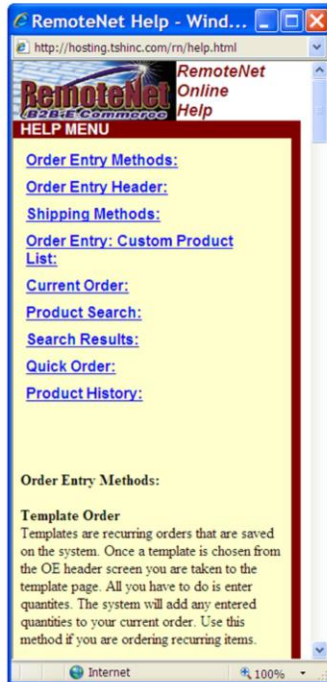 RemoteNet Help - Wind...
http://hosting.tshinc.com/rn/help.html
RemoteNet
B2B-E-Commerce
RemoteNet
Online
Help
HELP MENU
Order Entry Methods:
Order Entry Header:
Shipping Methods:
Order Entry: Custom Product
List:
Current Order:
Product Search:
Search Results:
Quick Order:
Product History:
Order Entry Methods:
Template Order
Templates are recurring orders that are saved
on the system. Once a template is chosen from
the OE header screen you are taken to the
template page. All you have to do is enter
quantites. The system will add any entered
quantities to your current order. Use this
method if you are ordering recurring items.
Internet
100%